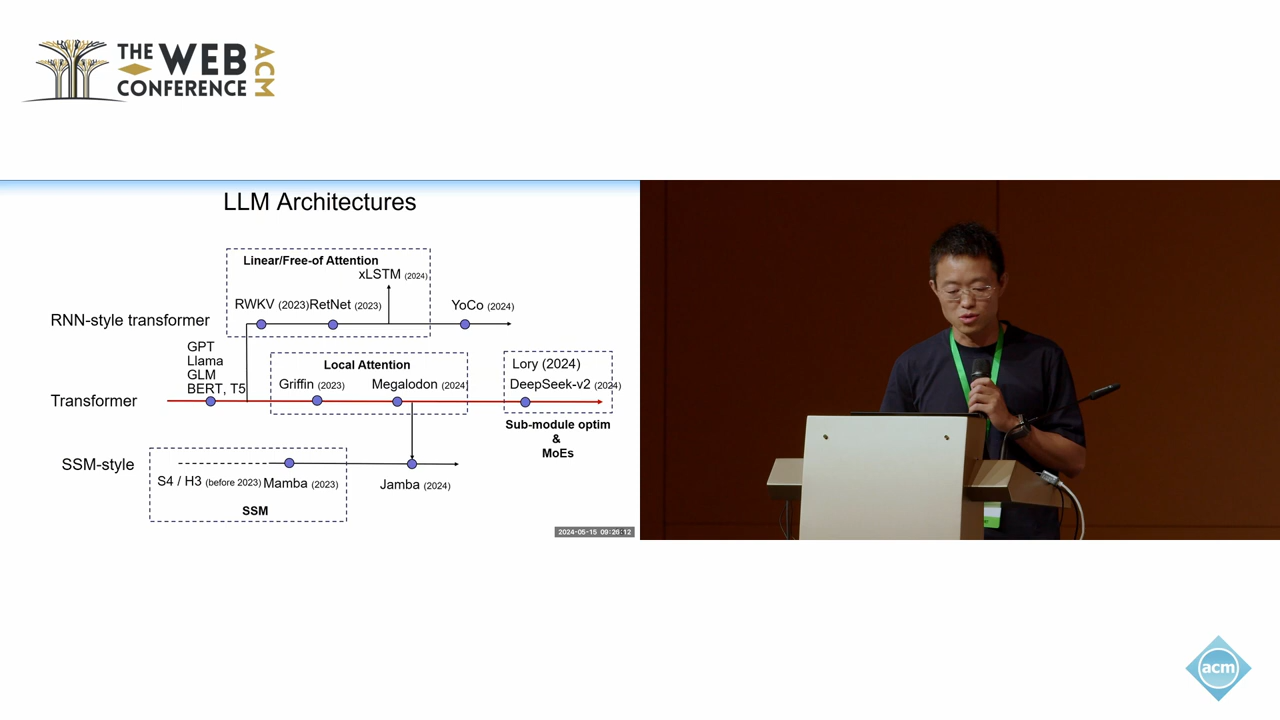 THE WEB
CONFERENCE
ACM
LLM Architectures
Linear/Free-of Attention
xLSTM (2024)
RWKV (2023)
RetNet (2023)
YoCo (2024)
RNN-style transformer
GPT
Llama
GLM
BERT, T5
Local Attention
Griffin (2023)
Megalodon (2024)
Lory (2024)
DeepSeek-v2 (2024)
Transformer
Sub-module optim
&
MoEs
SSM-style
S4 / H3 (before 2023)
Mamba (2023)
Jamba (2024)
SSM
2024-05-15 09:26:12
acm